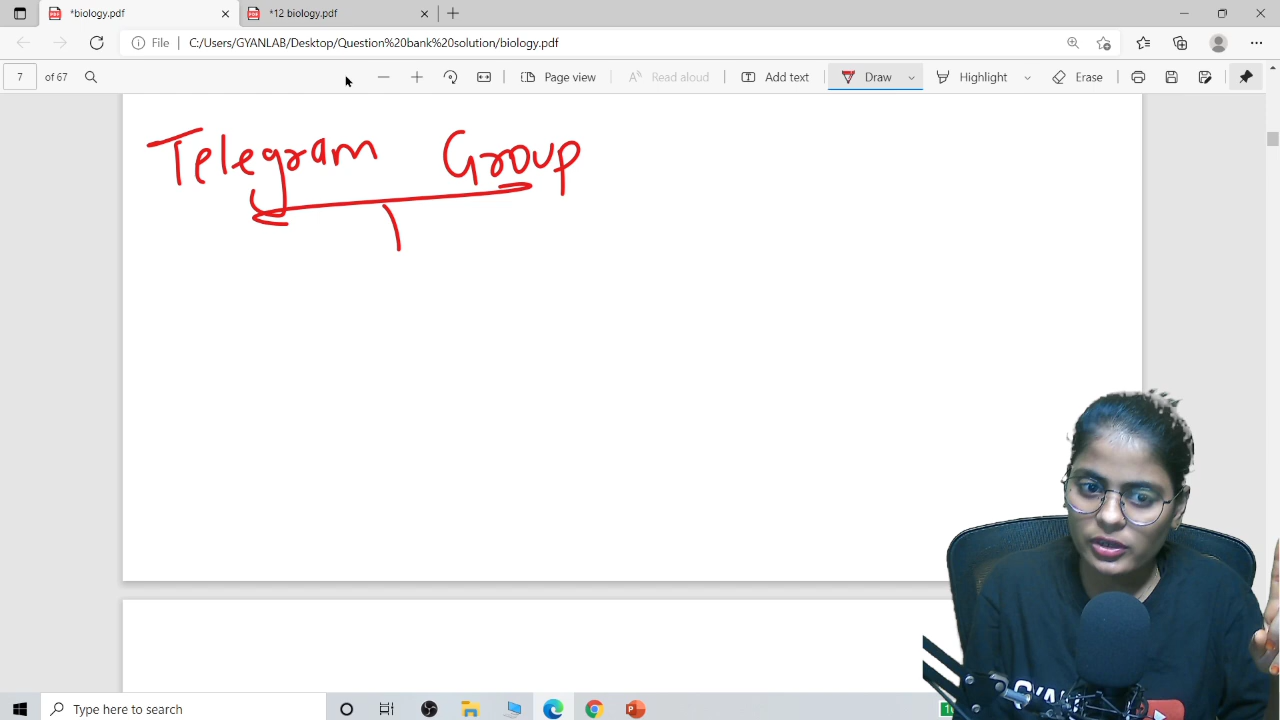 *biology.pdf
*12 biology.pdf
File C:/Users/GYANLAB/Desktop/Question%20bank%20solution/biology.pdf
7 of 67 Page view Read aloud Add text Draw Highlight Erase
Telegram Group
GYANL
Type here to search